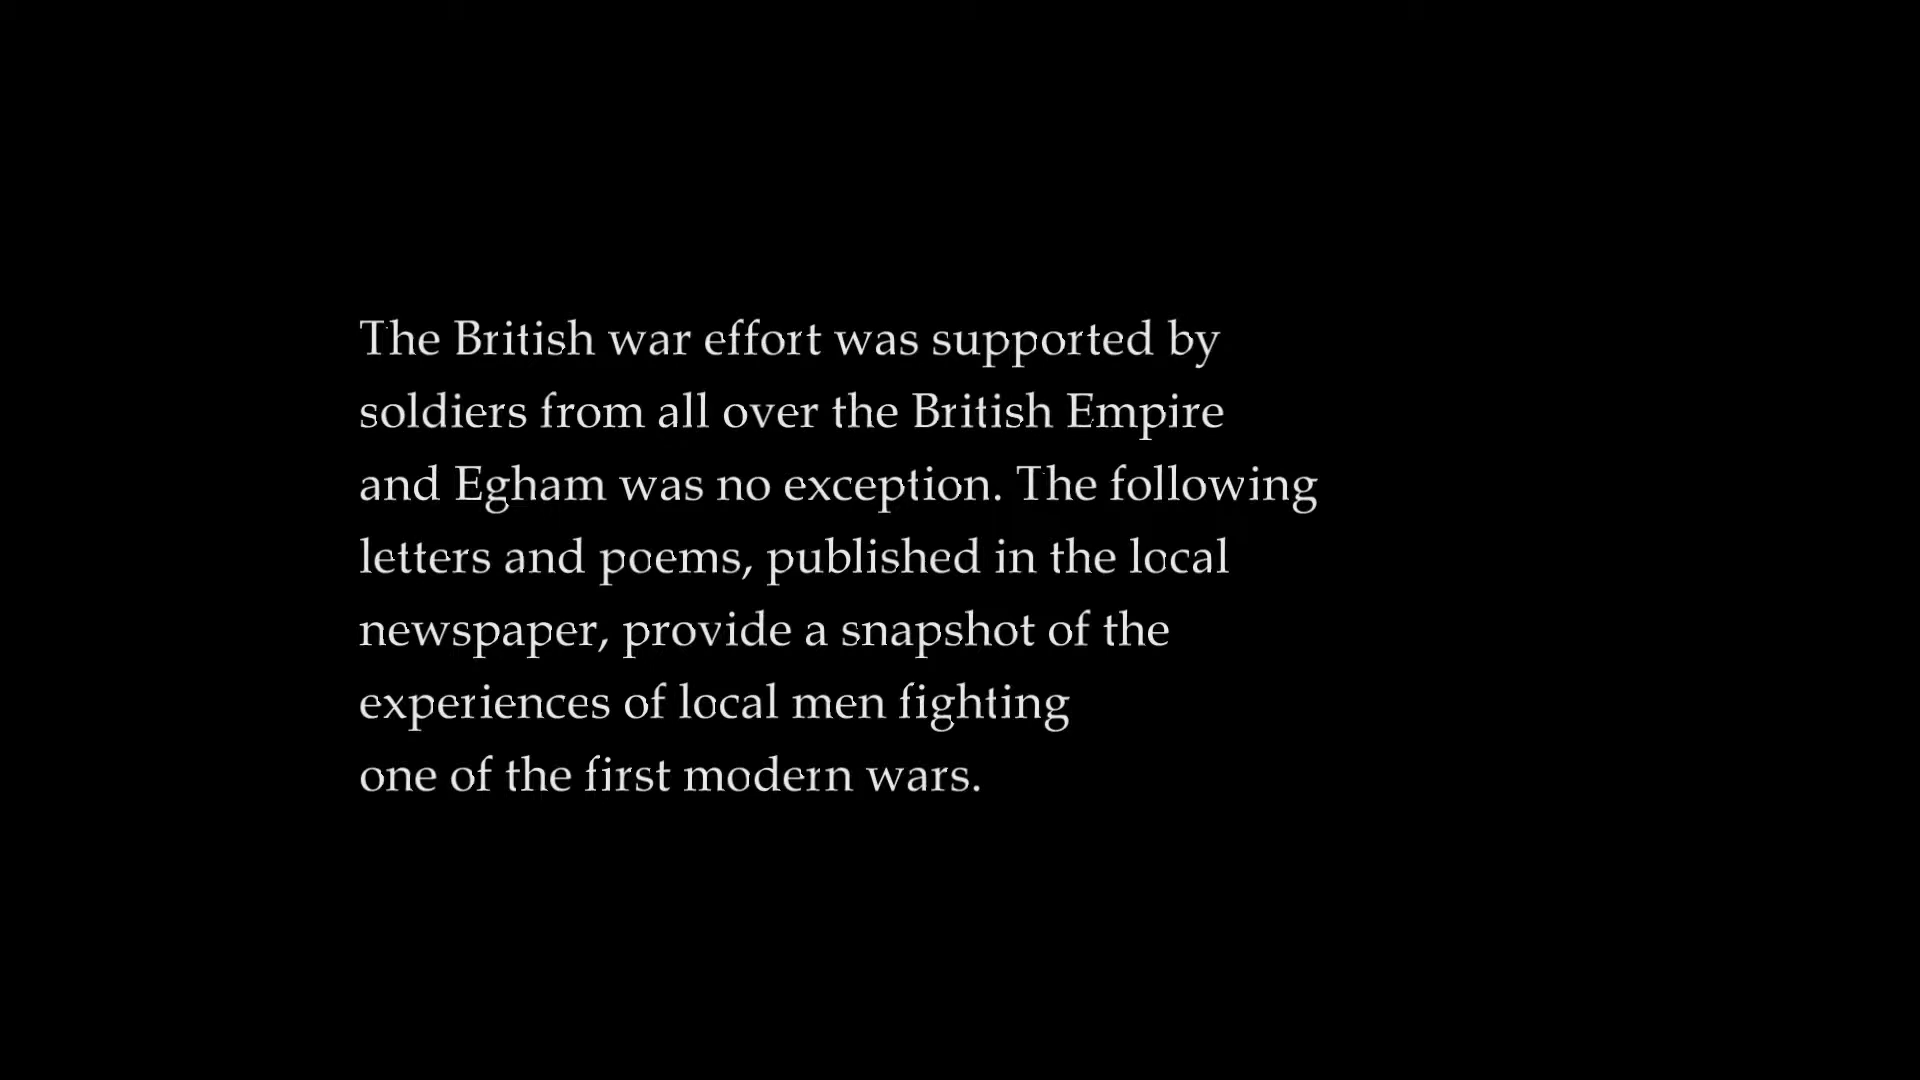 The British war effort was supported by
soldiers from all over the British Empire
and Egham was no exception. The following
letters and poems, published in the local
newspaper, provide a snapshot of the
experiences of local men fighting
one of the first modern wars.